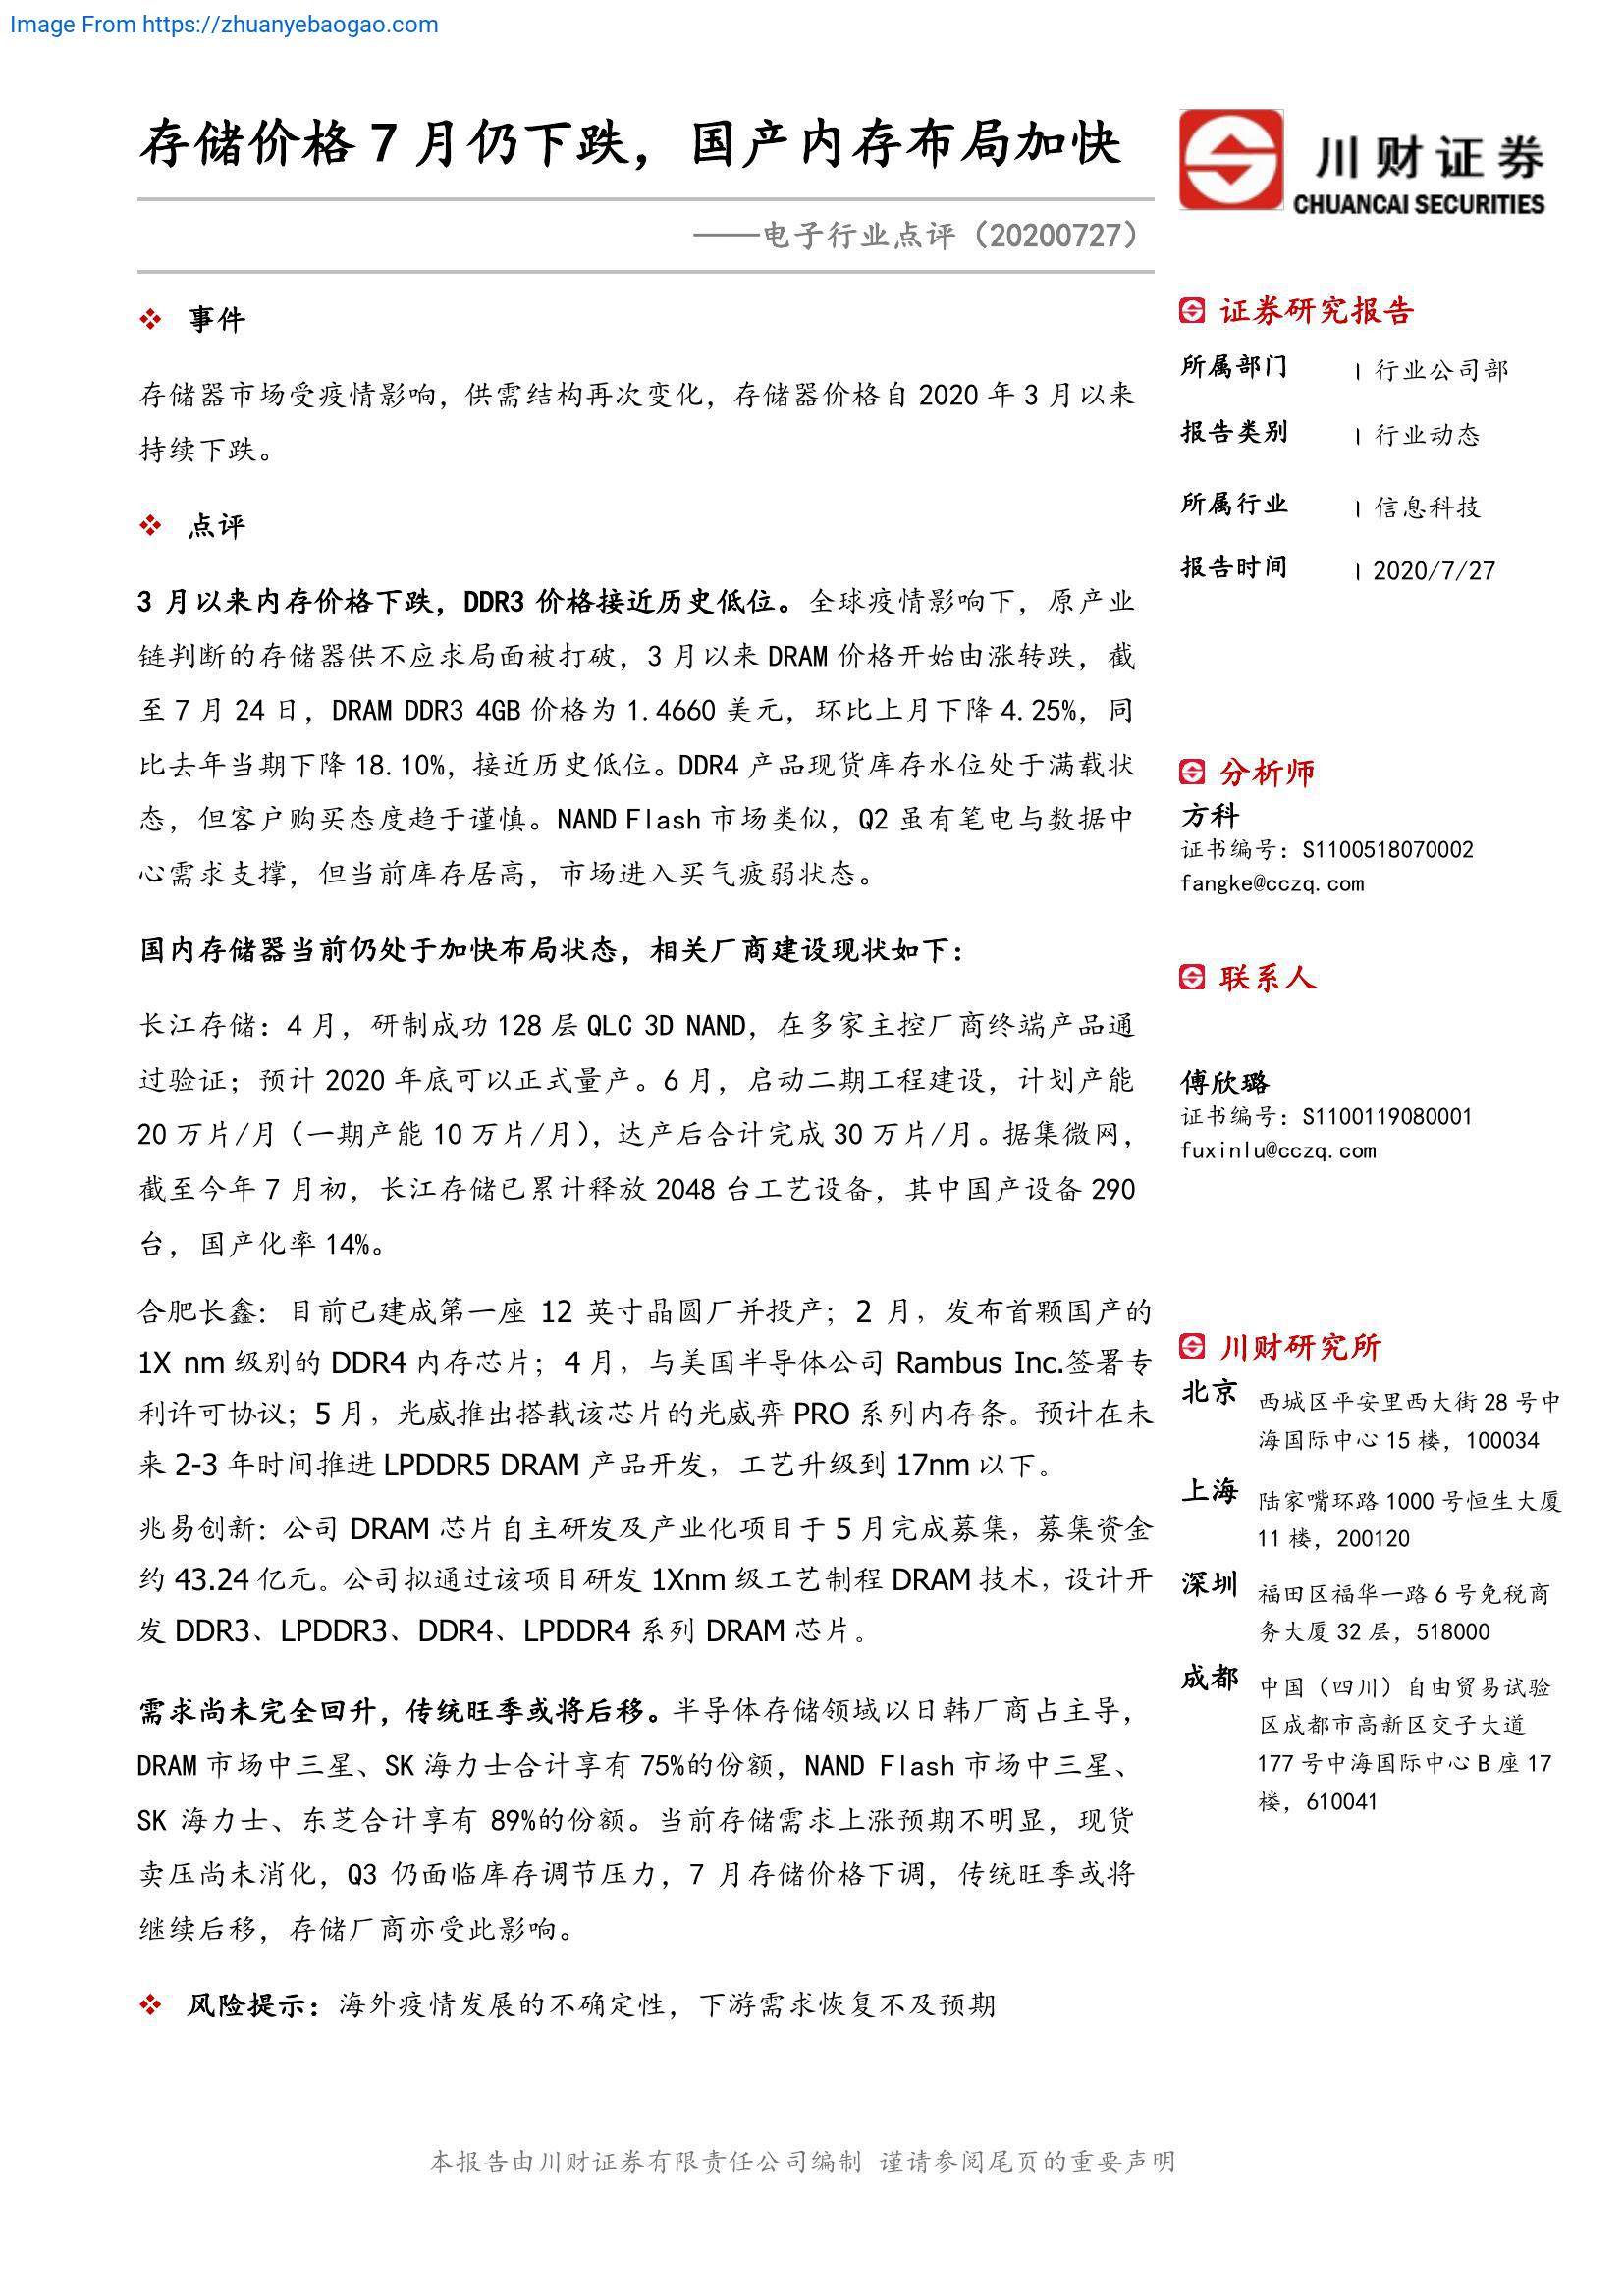 Image From https://zhuanyebaogao.com
存储价格 7 月仍下跌，国产内存布局加快
——电子行业点评（20200727）
事件
存储器市场受疫情影响，供需结构再次变化，存储器价格自 2020 年 3 月以来
持续下跌。
点评
3 月以来内存价格下跌，DDR3 价格接近历史低位。全球疫情影响下，原产业
链判断的存储器供不应求局面被打破，3 月以来 DRAM 价格开始由涨转跌，截
至 7 月 24 日，DRAM DDR3 4GB 价格为 1.4660 美元，环比上月下降 4.25%，同
比去年当期下降 18.10%，接近历史低位。DDR4 产品现货库存水位处于满载状
态，但客户购买态度趋于谨慎。NAND Flash 市场类似，Q2 虽有笔电与数据中
心需求支撑，但当前库存居高，市场进入买气疲弱状态。
国内存储器当前仍处于加快布局状态，相关厂商建设现状如下：
长江存储：4 月，研制成功 128 层 QLC 3D NAND，在多家主控厂商终端产品通
过验证；预计 2020 年底可以正式量产。6 月，启动二期工程建设，计划产能
20 万片/月（一期产能 10 万片/月），达产后合计完成 30 万片/月。据集微网，
截至今年 7 月初，长江存储已累计释放 2048 台工艺设备，其中国产设备 290
台，国产化率 14%。
合肥长鑫：目前已建成第一座 12 英寸晶圆厂并投产；2 月，发布首颗国产的
1X nm 级别的 DDR4 内存芯片；4 月，与美国半导体公司 Rambus Inc.签署专
利许可协议；5 月，光威推出搭载该芯片的光威弈 PRO 系列内存条。预计在未
来 2-3 年时间推进 LPDDR5 DRAM 产品开发，工艺升级到 17nm 以下。
兆易创新：公司 DRAM 芯片自主研发及产业化项目于 5 月完成募集，募集资金
约 43.24 亿元。公司拟通过该项目研发 1Xnm 级工艺制程 DRAM 技术，设计开
发 DDR3、LPDDR3、DDR4、LPDDR4 系列 DRAM 芯片。
需求尚未完全回升，传统旺季或将后移。半导体存储领域以日韩厂商占主导，
DRAM 市场中三星、SK 海力士合计享有 75%的份额，NAND Flash 市场中三星、
SK 海力士、东芝合计享有 89%的份额。当前存储需求上涨预期不明显，现货
卖压尚未消化，Q3 仍面临库存调节压力，7 月存储价格下调，传统旺季或将
继续后移，存储厂商亦受此影响。
风险提示：海外疫情发展的不确定性，下游需求恢复不及预期
川财证券
CHUANCAI SECURITIES
证券研究报告
所属部门 | 行业公司部
报告类别 | 行业动态
所属行业 | 信息科技
报告时间 | 2020/7/27
分析师
方科
证书编号：S1100518070002
fangke@cczq.com
联系人
傅欣璐
证书编号：S1100119080001
fuxinlu@cczq.com
川财研究所
北京 西城区平安里西大街 28 号中
海国际中心 15 楼，100034
上海 陆家嘴环路 1000 号恒生大厦
11 楼，200120
深圳 福田区福华一路 6 号免税商
务大厦 32 层，518000
成都 中国（四川）自由贸易试验
区成都市高新区交子大道
177 号中海国际中心 B 座 17
楼，610041
本报告由川财证券有限责任公司编制 谨请参阅尾页的重要声明